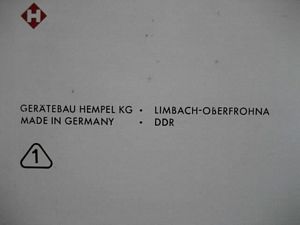 H
GERÄTEBAU HEMPEL KG · LIMBACH-OBERFROHNA
MADE IN GERMANY · DDR
1